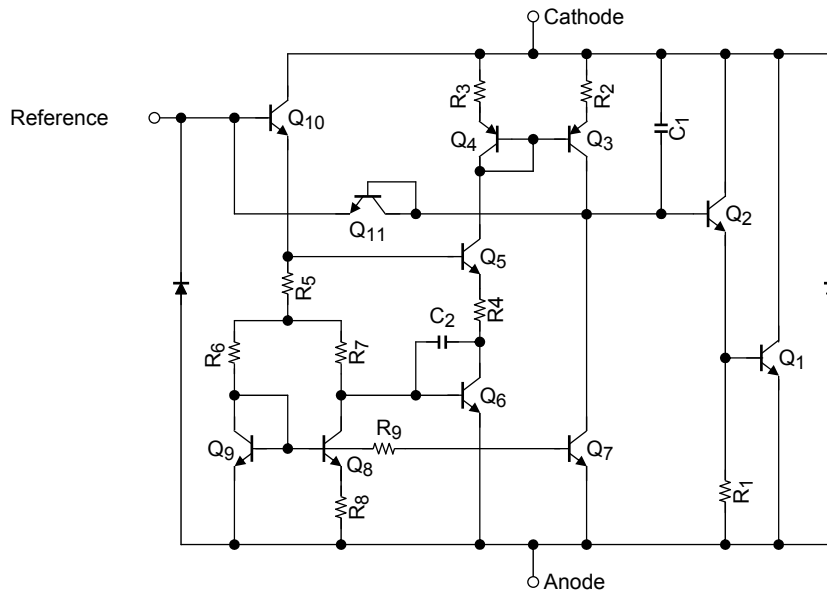 Cathode
R3
R2
Reference
Q10
Q4
Q3
C1
Q11
Q2
Q5
R5
R4
C2
R6
R7
Q6
Q1
R9
Q9
Q8
Q7
R8
R1
Anode